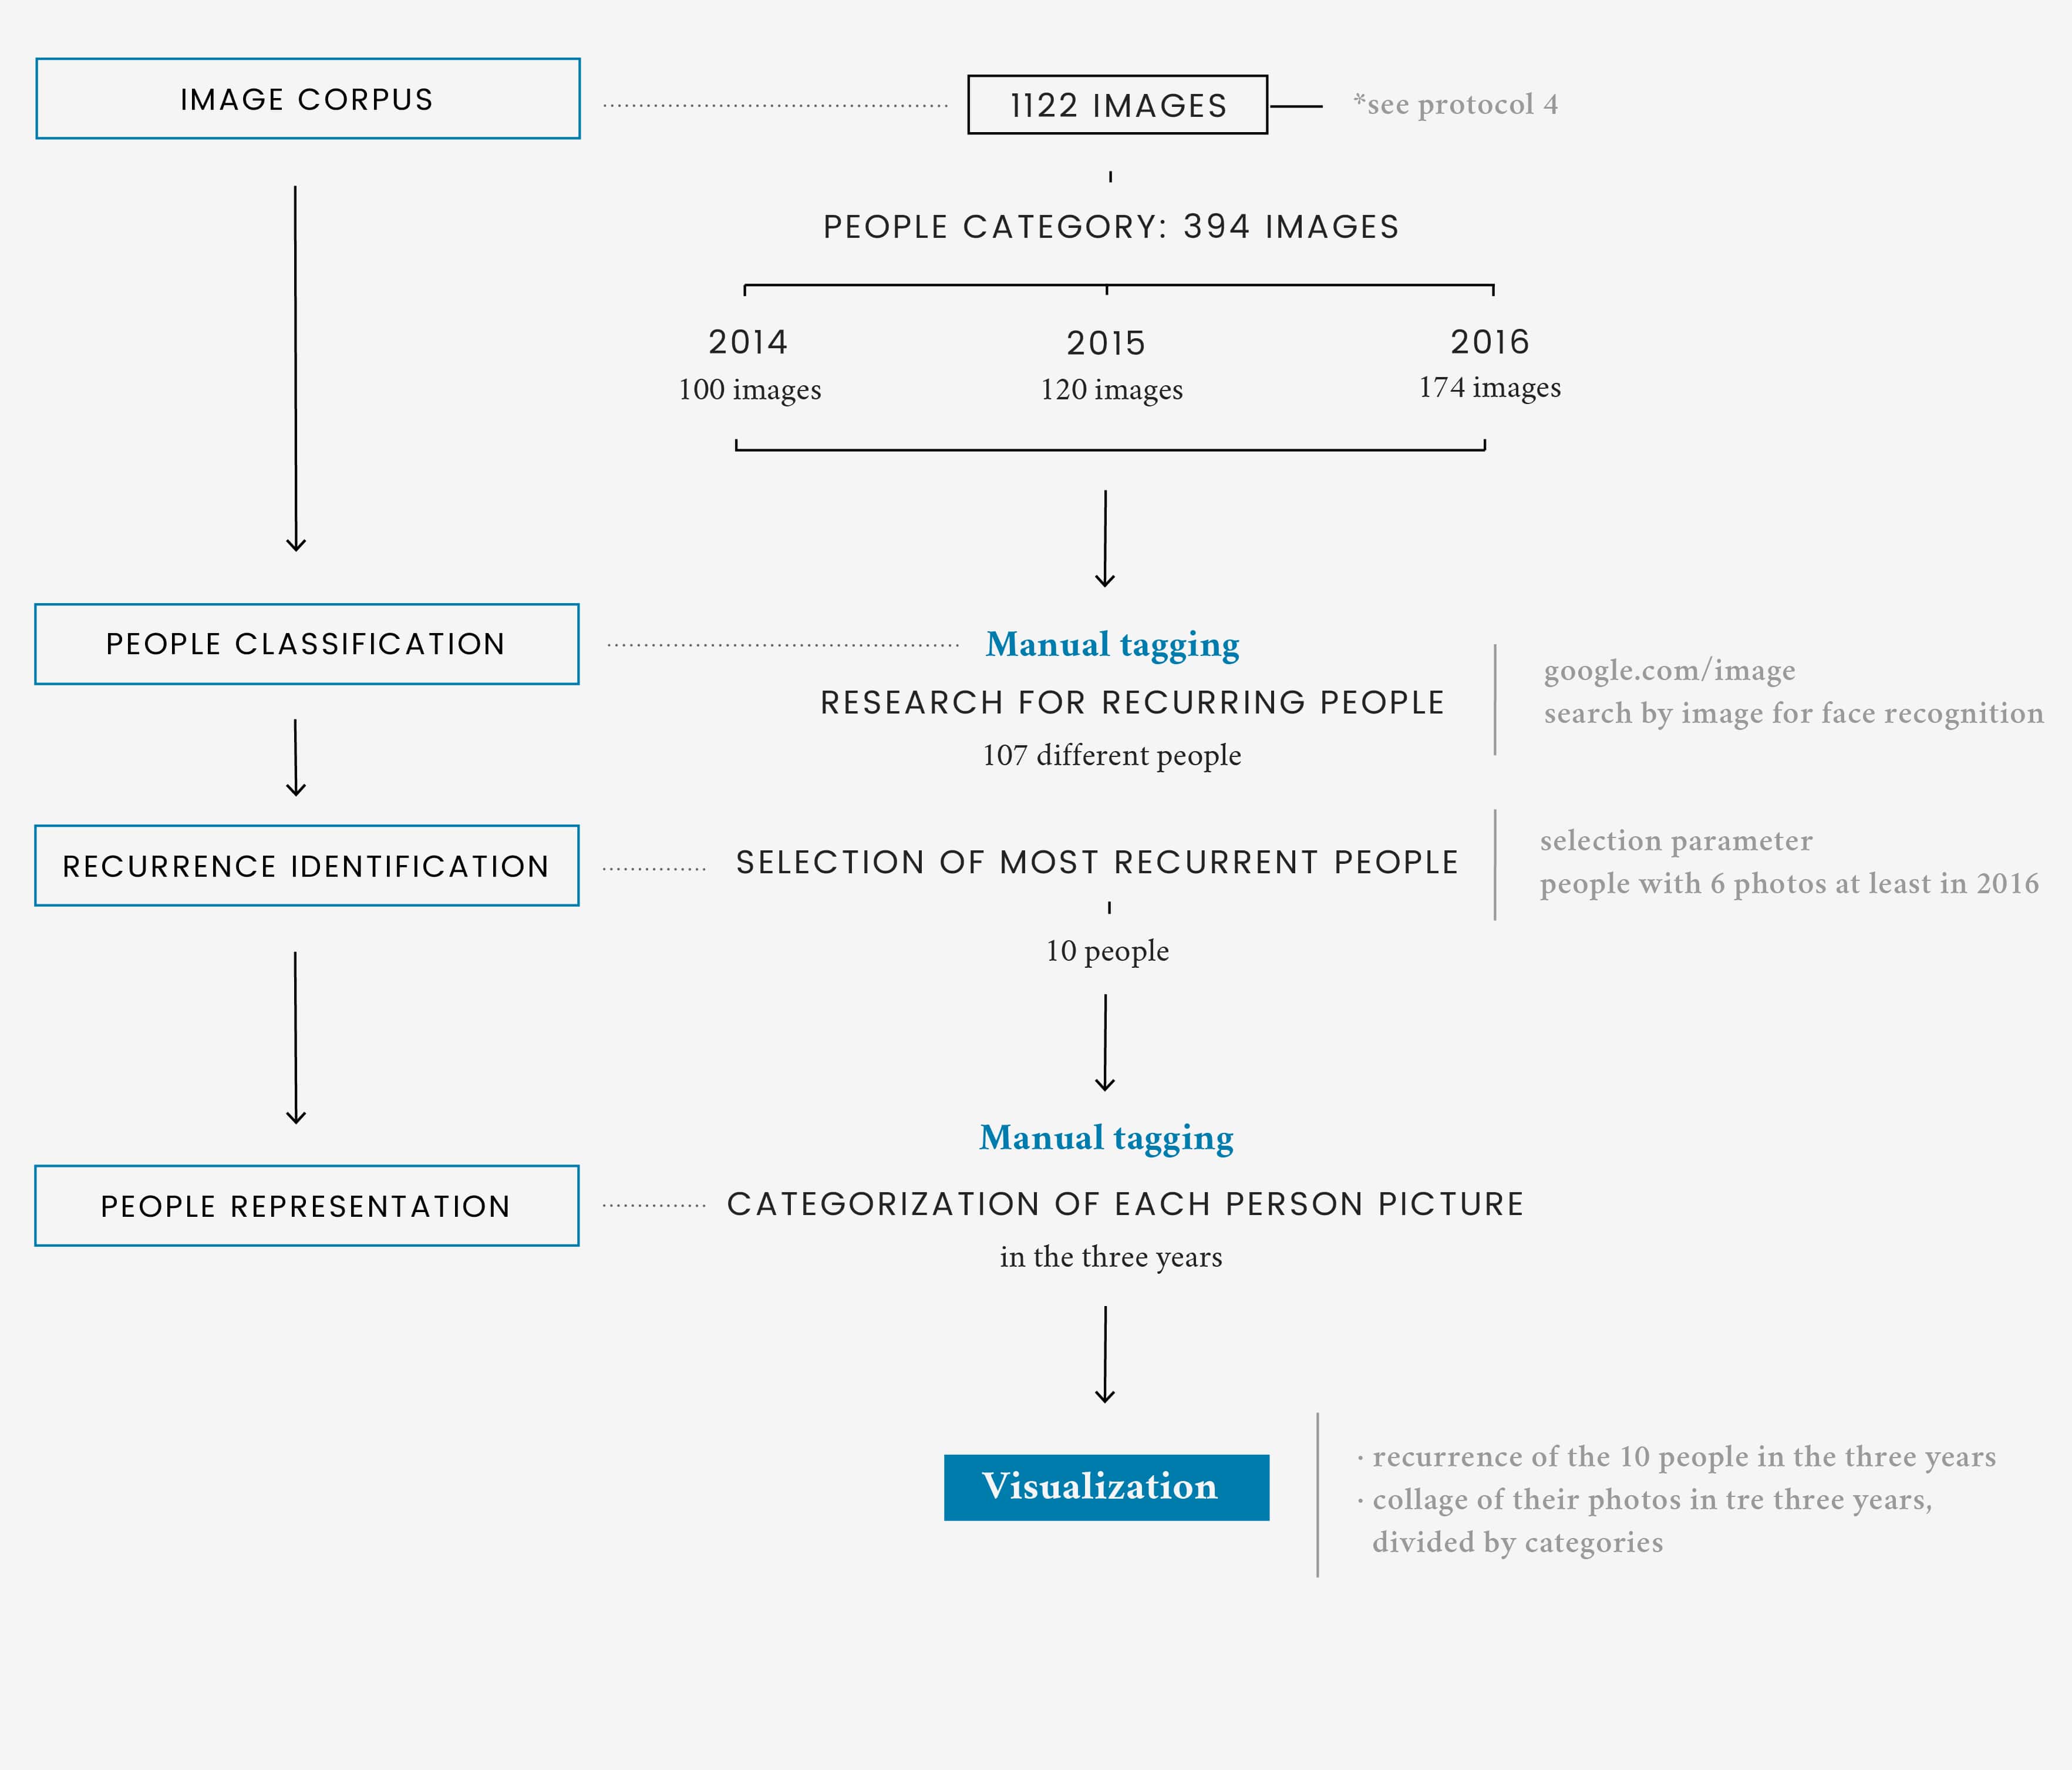 IMAGE CORPUS
1122 IMAGES
*see protocol 4
PEOPLE CATEGORY: 394 IMAGES
2014
2015
2016
100 images
120 images
174 images
PEOPLE CLASSIFICATION
Manual tagging
RESEARCH FOR RECURRING PEOPLE
107 different people
google.com/image
search by image for face recognition
RECURRENCE IDENTIFICATION
SELECTION OF MOST RECURRENT PEOPLE
10 people
selection parameter
people with 6 photos at least in 2016
Manual tagging
PEOPLE REPRESENTATION
CATEGORIZATION OF EACH PERSON PICTURE
in the three years
Visualization
· recurrence of the 10 people in the three years
· collage of their photos in tre three years,
divided by categories